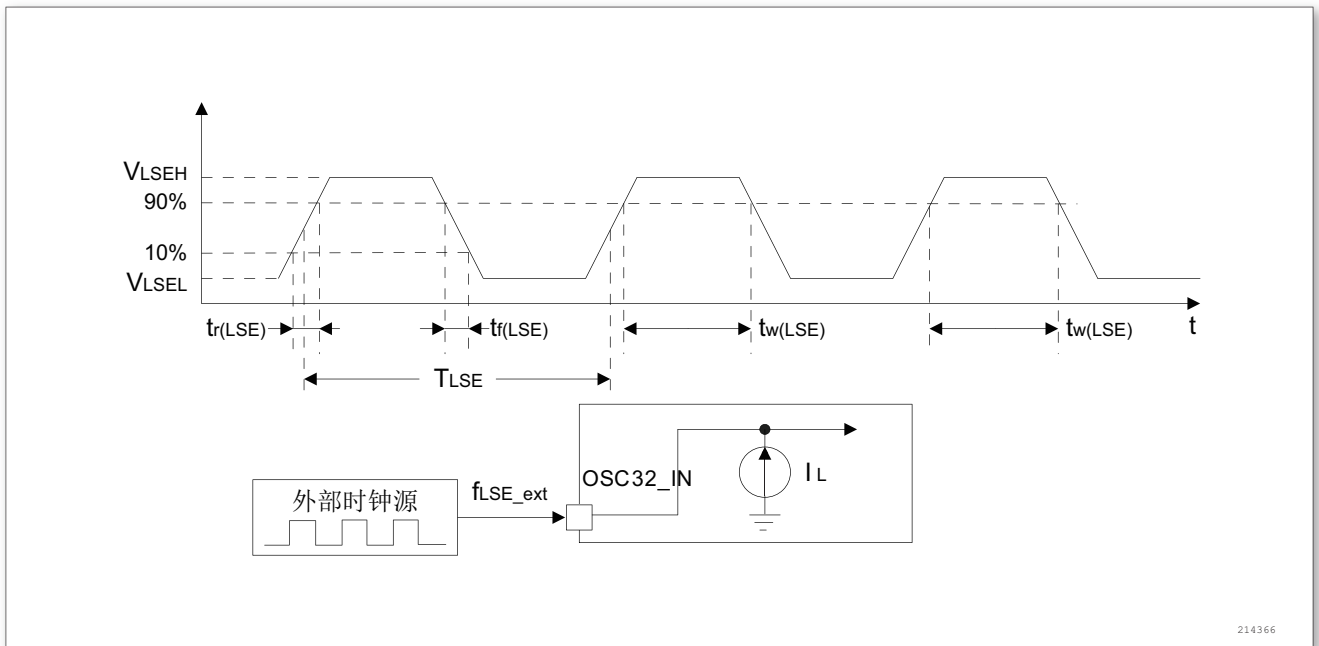 VLSEH
90%
10%
VLSEL
tr(LSE)
tf(LSE)
tw(LSE)
tw(LSE)
t
TLSE
OSC32_IN
IL
外部时钟源
fLSE_ext
214366